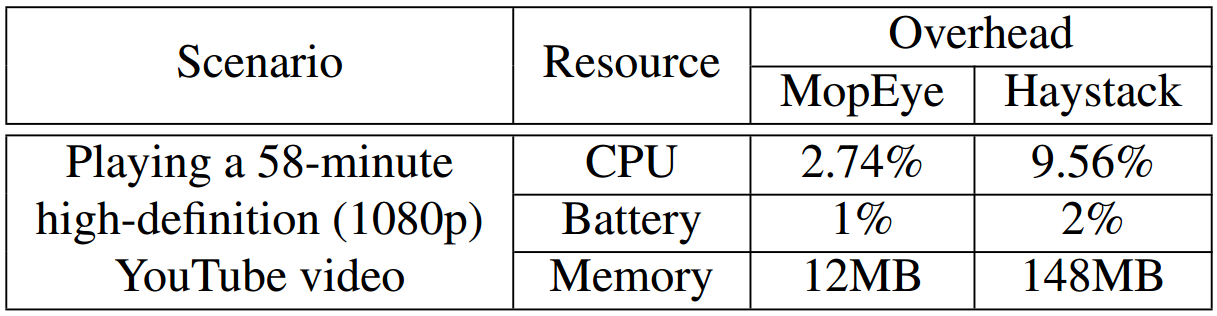 Scenario Resource Overhead
MopEye Haystack
Playing a 58-minute CPU 2.74% 9.56%
high-definition (1080p) Battery 1% 2%
YouTube video Memory 12MB 148MB